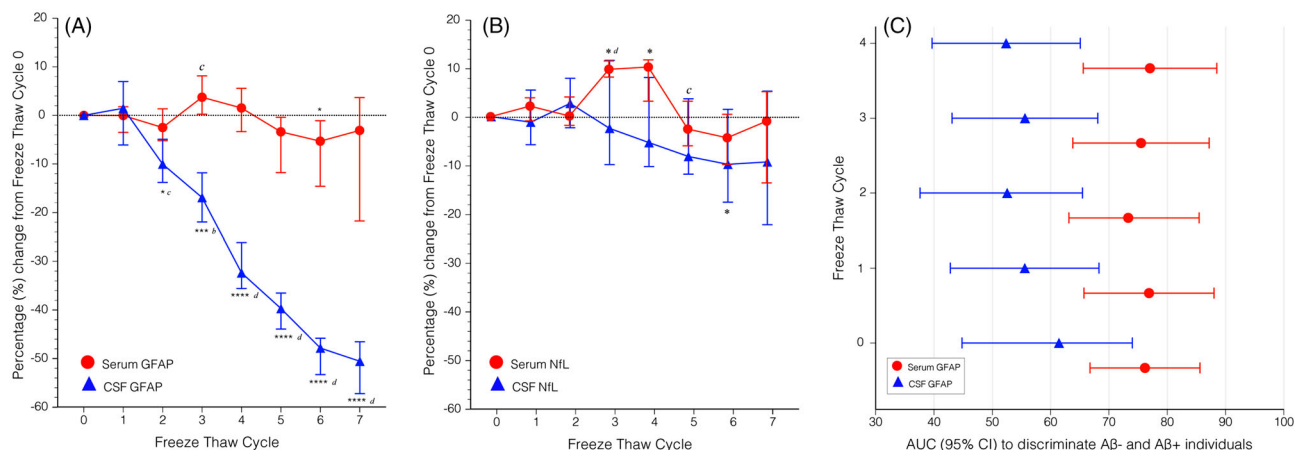 (A)
Percentage (%) change from Freeze Thaw Cycle 0
20
10
0
-10
-20
-30
-40
-50
-60
c
*
* c
*** b
**** d
**** d
**** d
**** d
Serum GFAP
CSF GFAP
0 1 2 3 4 5 6 7
Freeze Thaw Cycle
(B)
Percentage (%) change from Freeze Thaw Cycle 0
20
10
0
-10
-20
-30
-40
-50
-60
* d
*
c
*
Serum NfL
CSF NfL
0 1 2 3 4 5 6 7
Freeze Thaw Cycle
(C)
Freeze Thaw Cycle
4
3
2
1
0
Serum GFAP
CSF GFAP
30 40 50 60 70 80 90 100
AUC (95% CI) to discriminate Aβ- and Aβ+ individuals